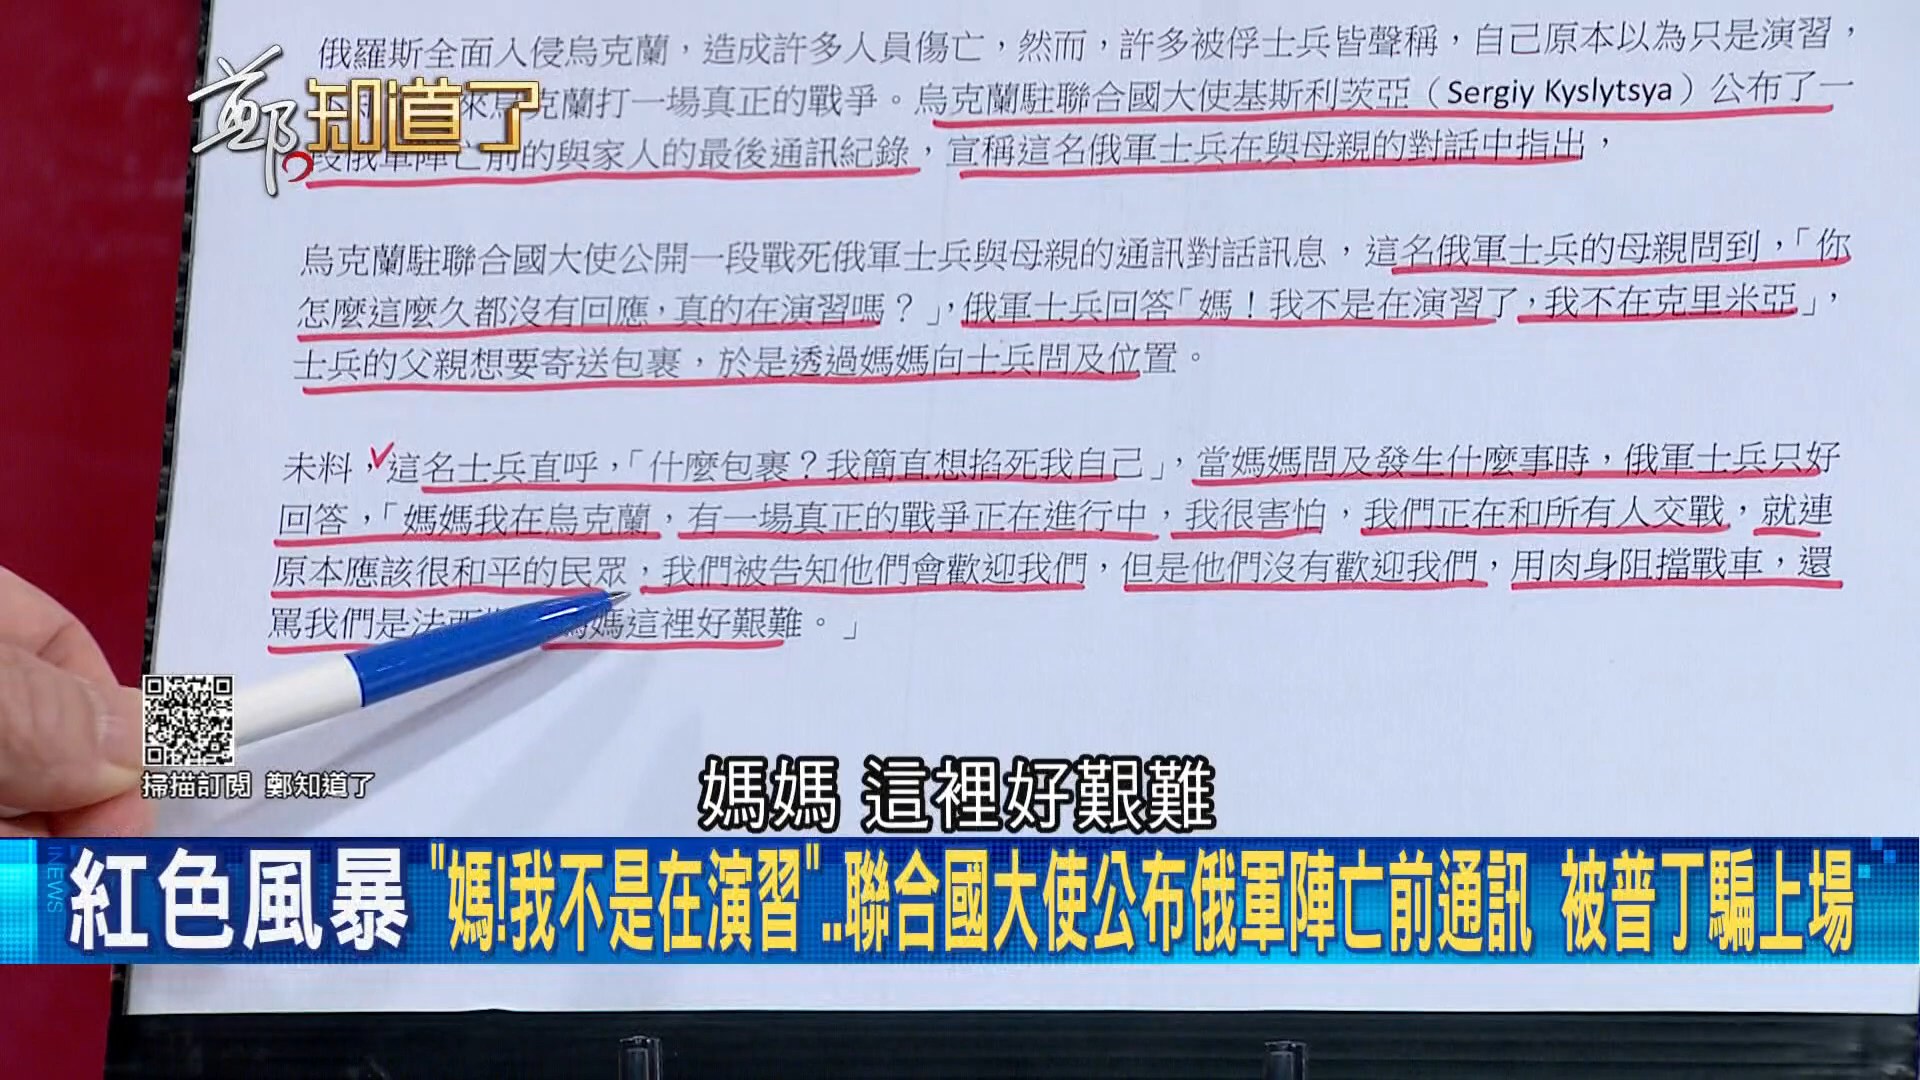 俄羅斯全面入侵烏克蘭，造成許多人員傷亡，然而，許多被俘士兵皆聲稱，自己原本以為只是演習，
鄭知道了
來烏克蘭打一場真正的戰爭。烏克蘭駐聯合國大使基斯利茨亞（Sergiy Kyslytsya）公布了一
段俄軍陣亡前的與家人的最後通訊紀錄，宣稱這名俄軍士兵在與母親的對話中指出，
烏克蘭駐聯合國大使公開一段戰死俄軍士兵與母親的通訊對話訊息，這名俄軍士兵的母親問到，「你
怎麼這麼久都沒有回應，真的在演習嗎？」，俄軍士兵回答「媽！我不是在演習了，我不在克里米亞」，
士兵的父親想要寄送包裹，於是透過媽媽向士兵問及位置。
未料，這名士兵直呼，「什麼包裹？我簡直想掐死我自己」，當媽媽問及發生什麼事時，俄軍士兵只好
回答，「媽媽我在烏克蘭，有一場真正的戰爭正在進行中，我很害怕，我們正在和所有人交戰，就連
原本應該很和平的民眾，我們被告知他們會歡迎我們，但是他們沒有歡迎我們，用肉身阻擋戰車，還
罵我們是法西 媽媽這裡好艱難。」
掃描訂閱 鄭知道了
媽媽 這裡好艱難
iNEWS
紅色風暴 "媽!我不是在演習"..聯合國大使公布俄軍陣亡前通訊 被普丁騙上場